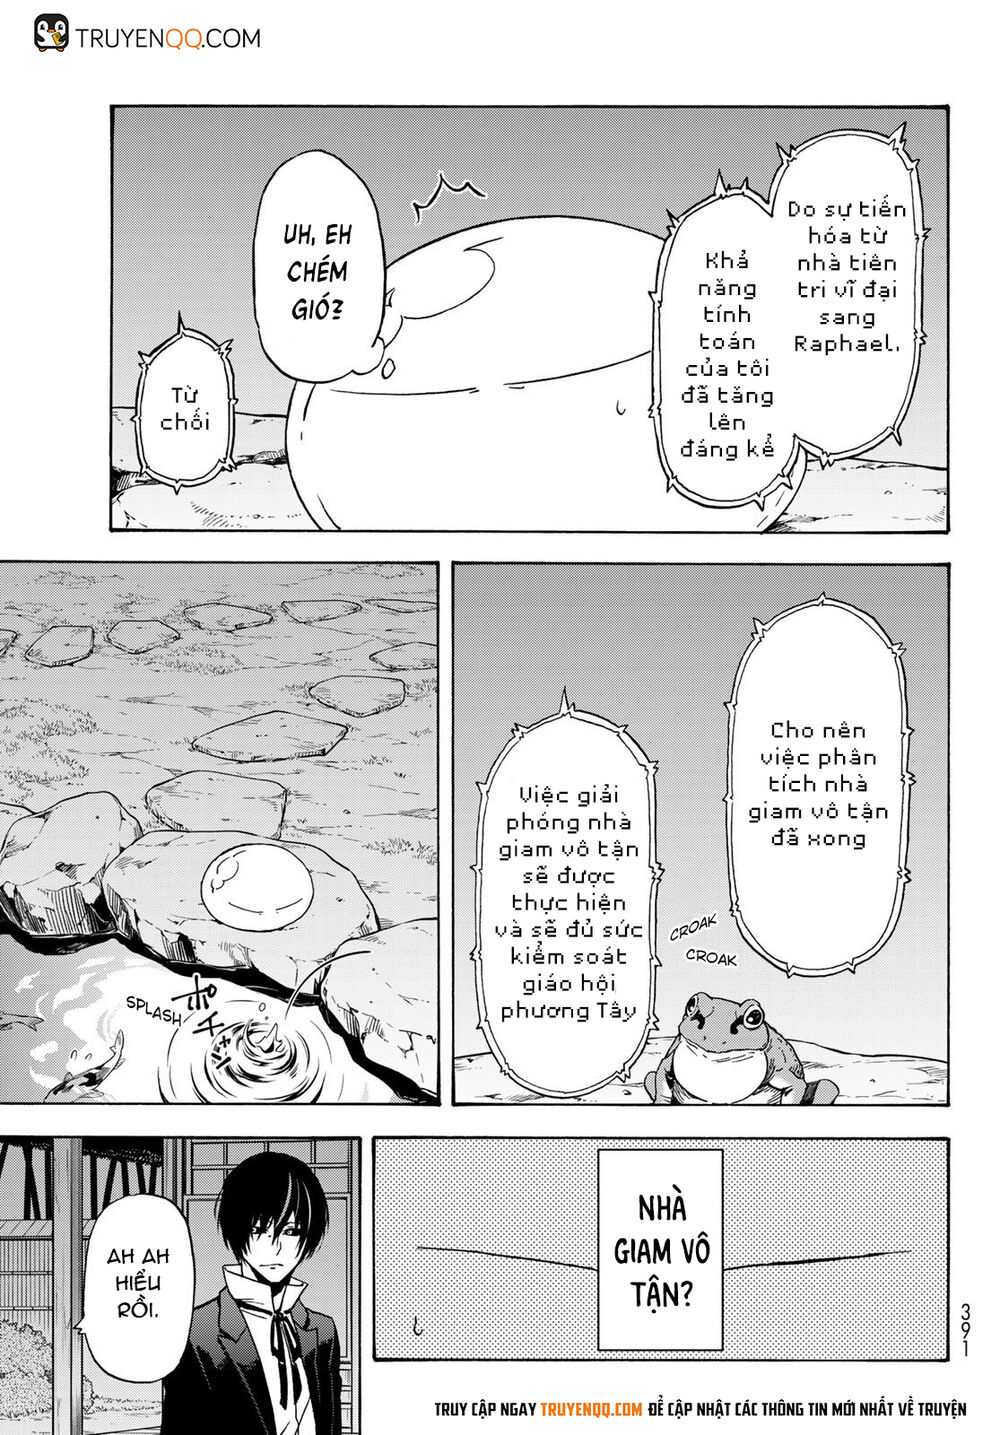 TRUYENQQ.COM
Do sự tiến
hóa từ
nhà tiên
tri vĩ đại
sang
Raphael.
Khả
năng
tính
toán
của tôi
đã tăng
lên
đáng kể
UH, EH
CHÉM
GIÓ?
Từ
chối
Cho nên
việc phân
tích nhà
giam vô tận
đã xong
Việc giải
phóng nhà
giam vô tận
sẽ được
thực hiện
và sẽ đủ sức
kiểm soát
giáo hội
phương Tây
CROAK
CROAK
SPLASH
NHÀ
GIAM VÔ
TẬN?
AH AH
HIỂU
RỒI.
391
TRUY CẬP NGAY TRUYENQQ.COM ĐỂ CẬP NHẬT CÁC THÔNG TIN MỚI NHẤT VỀ TRUYỆN